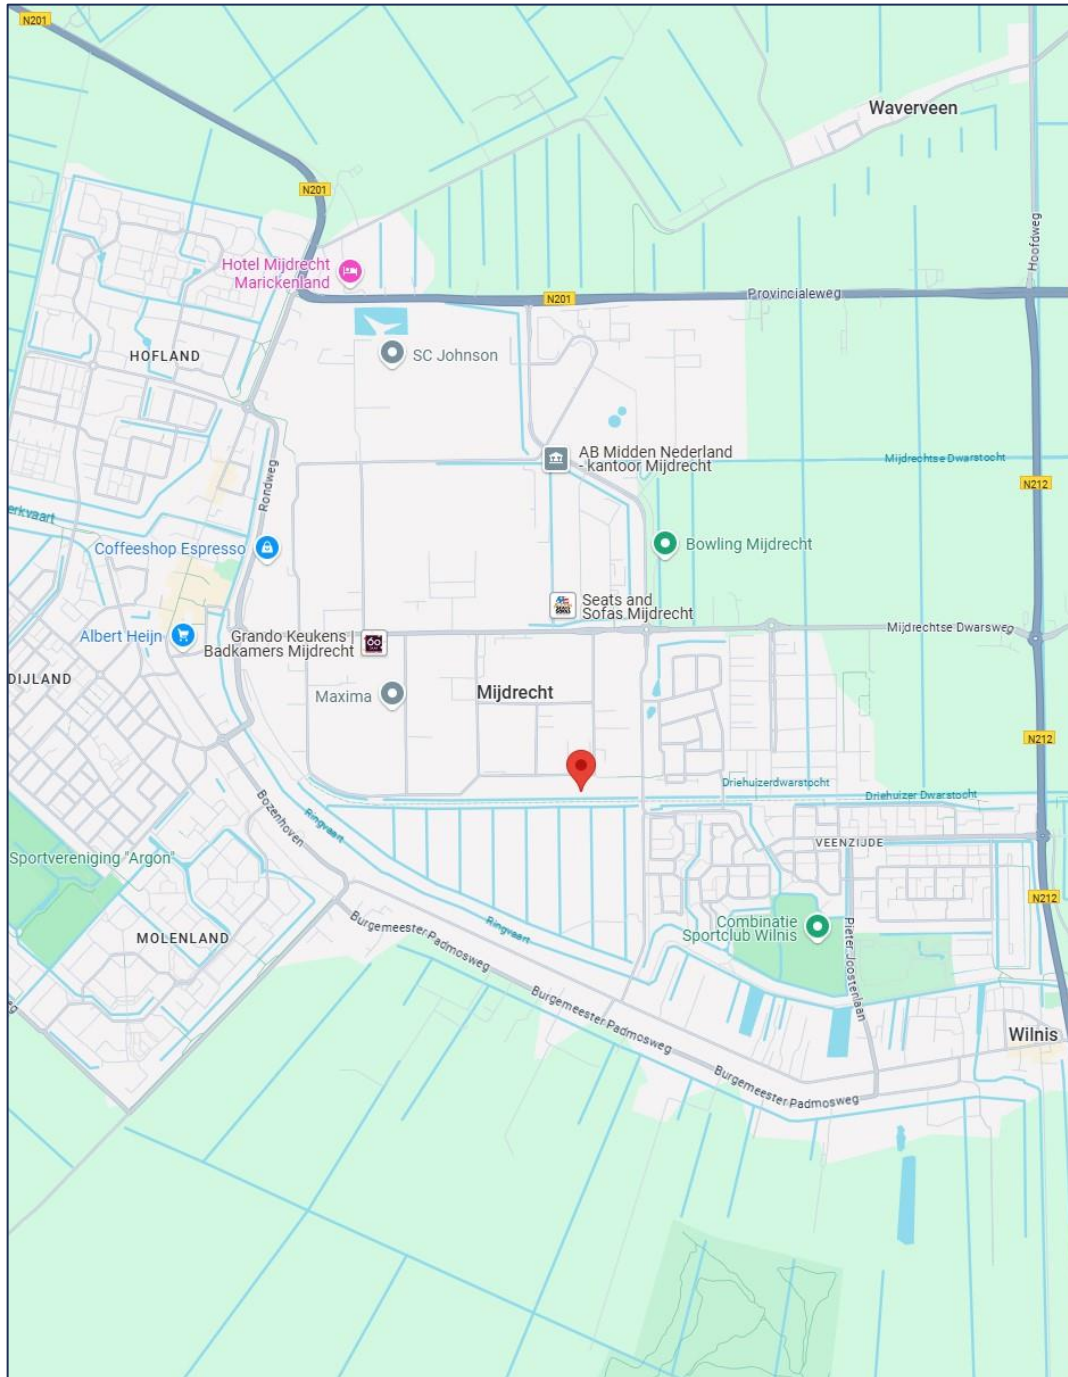 N201
Waverveen
N201
Hoofdweg
Hotel Mijdrecht
Marickenland
N201
Provincialeweg
HOFLAND
SC Johnson
AB Midden Nederland
- kantoor Mijdrecht
Mijdrechtse Dwarstocht
N212
Rondweg
erkvaart
Coffeeshop Espresso
Bowling Mijdrecht
Seats and
Sofas Mijdrecht
Albert Heijn
Grando Keukens |
Badkamers Mijdrecht
Mijdrechtse Dwarsweg
DIJLAND
Maxima
Mijdrecht
N212
Driehuizerdwarstocht
Driehuizer Dwarstocht
Bozenhoven
Ringvaart
VEENZIJDE
Sportvereniging "Argon"
N212
Ringvaart
Combinatie
Sportclub Wilnis
Pieter Joostenlaan
MOLENLAND
Burgemeester Padmosweg
Burgemeester Padmosweg
Wilnis
Burgemeester Padmosweg